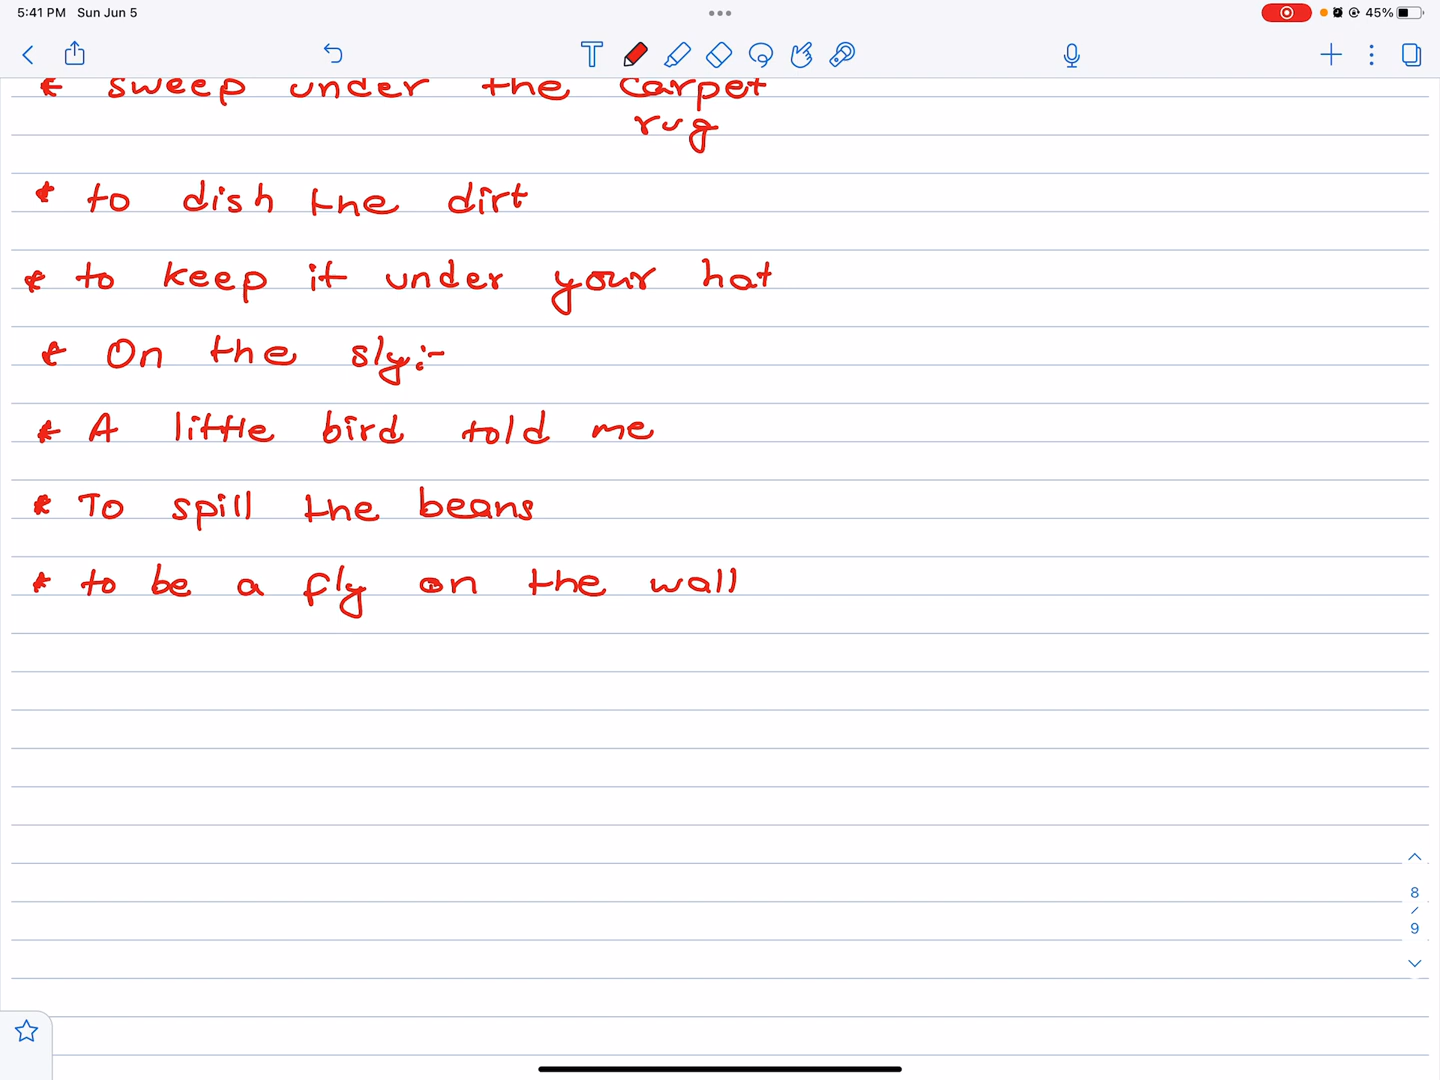 5:41 PM Sun Jun 5
45%
* sweep under the carpet
rug
* to dish the dirt
* to keep it under your hat
* On the sly:-
* A little bird told me
* To spill the beans
* to be a fly on the wall
8
/
9